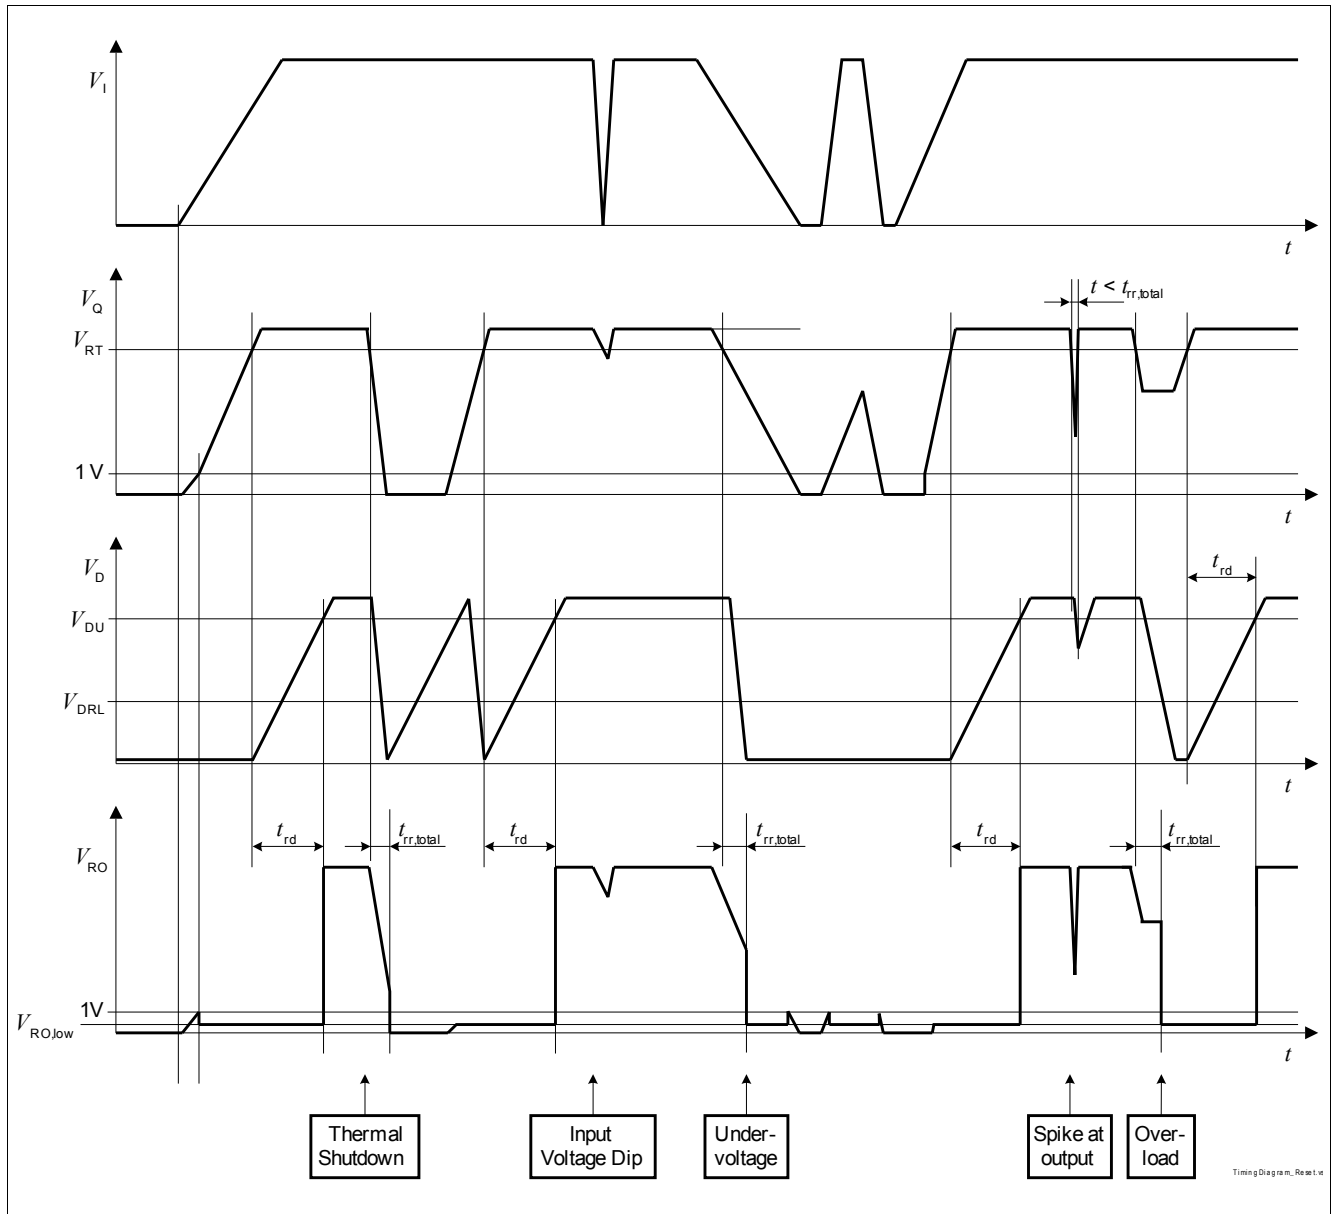 V_I
t
V_Q
t < t_rr,total
V_RT
1 V
t
V_D
t_rd
V_DU
V_DRL
t
t_rd
t_rr,total
t_rd
t_rr,total
t_rd
t_rr,total
V_RO
1V
V_RO,low
t
Thermal
Shutdown
Input
Voltage Dip
Under-
voltage
Spike at
output
Over-
load
TimingDiagram_Reset.vs